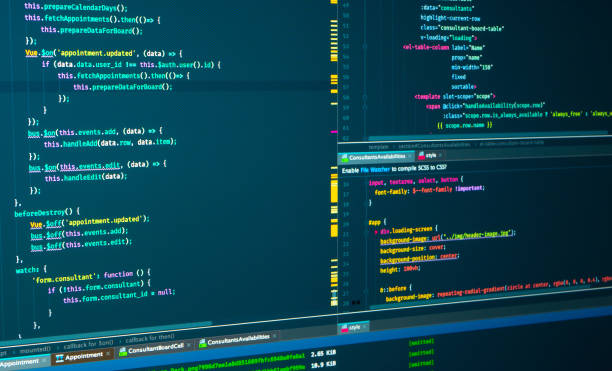 this.prepareCalendarDays();
this.fetchAppointments().then(()=> {
this.prepareDataForBoard();
});
Vue.$on('appointment.updated', (data) => {
if (data.data.user_id !== this.$auth.user().id) {
this.fetchAppointments().then(()=> {
this.prepareDataForBoard();
});
}
});
bus.$on(this.events.add, (data) => {
this.handleAdd(data.row, data.item);
});
bus.$on(this.events.edit, (data) => {
this.handleEdit(data);
});
},
beforeDestroy() {
Vue.$off('appointment.updated');
bus.$off(this.events.add);
bus.$off(this.events.edit);
},
watch: {
'form.consultant': function () {
if (!this.form.consultant) {
this.form.consultant_id = null;
}
},
mounted() callback for $on() callback for then()
Appointment
Appointment
ConsultantBoardCall
ConsultantsAvailabilities
:data="consultants"
highlight-current-row
class="consultant-board-table"
v-loading="loading">
<el-table-column label="Name"
prop="name"
min-width="150"
fixed
sortable>
<template slot-scope="scope">
<span @click="handleAvailability(scope.row)"
:class="scope.row.is_always_available ? 'always_free' : 'always_
{{ scope.row.name }}
template
ConsultantsAvailabilities
style
Enable File Watcher to compile SCSS to CSS?
input, textarea, select, button {
font-family: $--font-family !important;
}
#app {
> div.loading-screen {
background-image: url("../img/header-image.jpg");
background-size: cover;
background-position: center;
height: 100vh;
&::before {
background-image: repeating-radial-gradient(circle at center, rgba(0, 0, 0, 0.4), rgba(
style
2.65 KiB
[emitted]
10.9 KiB
[emitted]
[emitted]